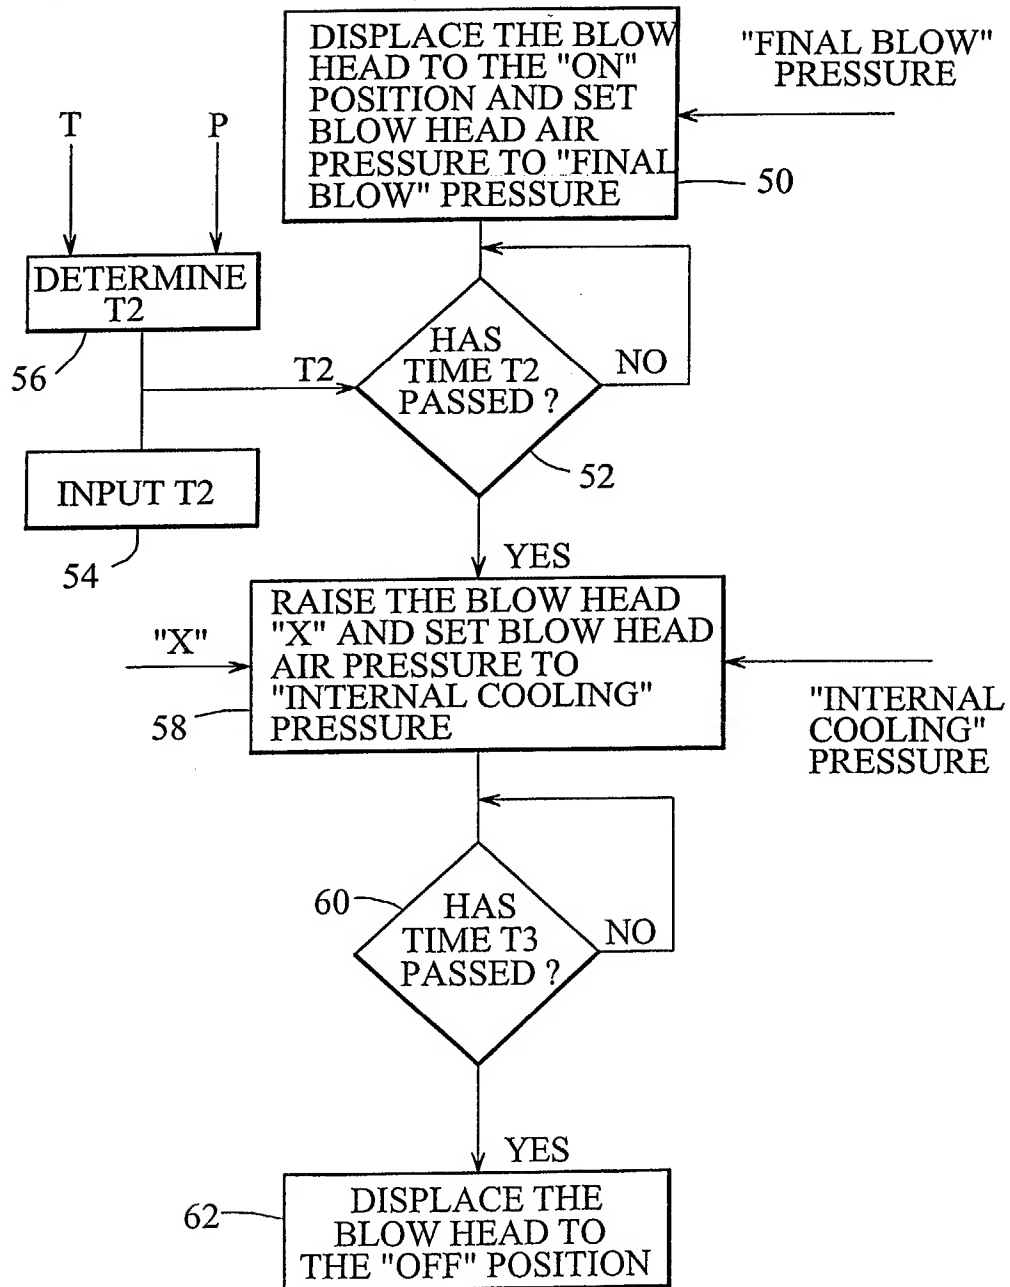 DISPLACE THE BLOW
HEAD TO THE "ON"
POSITION AND SET
BLOW HEAD AIR
PRESSURE TO "FINAL
BLOW" PRESSURE
"FINAL BLOW"
PRESSURE
50
T
P
DETERMINE
T2
56
T2
HAS
TIME T2
PASSED ?
NO
52
INPUT T2
54
YES
RAISE THE BLOW HEAD
"X" AND SET BLOW HEAD
AIR PRESSURE TO
"INTERNAL COOLING"
PRESSURE
"X"
58
"INTERNAL
COOLING"
PRESSURE
60
HAS
TIME T3
PASSED ?
NO
YES
62
DISPLACE THE
BLOW HEAD TO
THE "OFF" POSITION